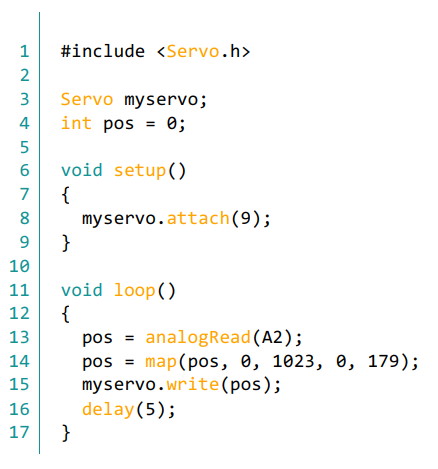 1 #include <Servo.h>
2
3 Servo myservo;
4 int pos = 0;
5
6 void setup()
7 {
8 myservo.attach(9);
9 }
10
11 void loop()
12 {
13 pos = analogRead(A2);
14 pos = map(pos, 0, 1023, 0, 179);
15 myservo.write(pos);
16 delay(5);
17 }